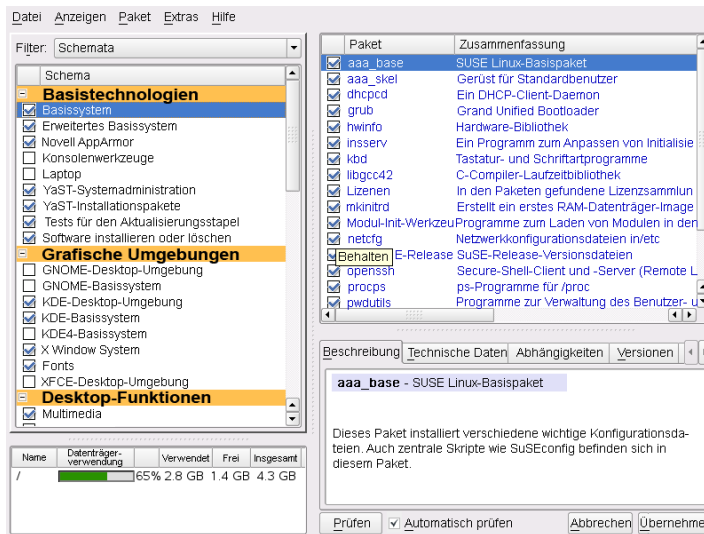 Datei Anzeigen Paket Extras Hilfe
Filter: Schemata
Schema
Basistechnologien
Basissystem
Erweitertes Basissystem
Novell AppArmor
Konsolenwerkzeuge
Laptop
YaST-Systemadministration
YaST-Installationspakete
Tests für den Aktualisierungsstapel
Software installieren oder löschen
Grafische Umgebungen
GNOME-Desktop-Umgebung
GNOME-Basissystem
KDE-Desktop-Umgebung
KDE-Basissystem
KDE4-Basissystem
X Window System
Fonts
XFCE-Desktop-Umgebung
Desktop-Funktionen
Multimedia
Name Datenträger-verwendung Verwendet Frei Insgesamt
/ 65% 2.8 GB 1.4 GB 4.3 GB
Paket Zusammenfassung
aaa_base SUSE Linux-Basispaket
aaa_skel Gerüst für Standardbenutzer
dhcpcd Ein DHCP-Client-Daemon
grub Grand Unified Bootloader
hwinfo Hardware-Bibliothek
insserv Ein Programm zum Anpassen von Initialisie
kbd Tastatur- und Schriftartprogramme
libgcc42 C-Compiler-Laufzeitbibliothek
Lizenen In den Paketen gefundene Lizenzsammlun
mkinitrd Erstellt ein erstes RAM-Datenträger-Image
Modul-Init-Werkzeu Programme zum Laden von Modulen in den
netcfg Netzwerkkonfigurationsdateien in/etc
Behalten E-Release SuSE-Release-Versionsdateien
openssh Secure-Shell-Client und -Server (Remote L
procps ps-Programme für /proc
pwdutils Programme zur Verwaltung des Benutzer- u
Beschreibung Technische Daten Abhängigkeiten Versionen
aaa_base - SUSE Linux-Basispaket
Dieses Paket installiert verschiedene wichtige Konfigurationsda-
teien. Auch zentrale Skripte wie SuSEconfig befinden sich in
diesem Paket.
Prüfen Automatisch prüfen Abbrechen Übernehme